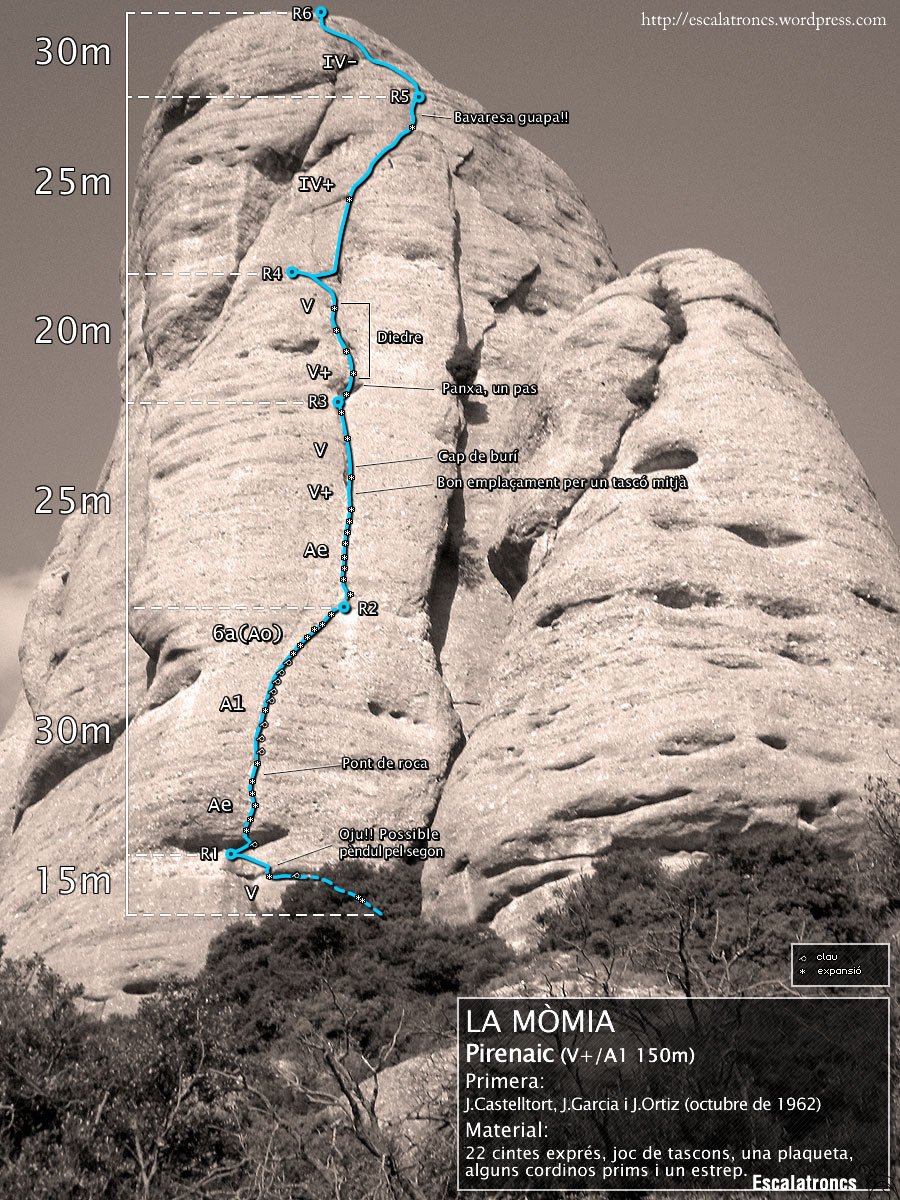 http://escalatroncs.wordpress.com
R6
30m
IV-
R5
Bavaresa guapa!!
25m
IV+
R4
V
20m
Diedre
V+
Panxa, un pas
R3
V
Cap de burí
Bon emplaçament per un tascó mitjà
V+
25m
Ae
R2
6a(Ao)
A1
30m
Pont de roca
Ae
Oju!! Possible
pèndul pel segon
R1
15m
V
clau
expansió
LA MÒMIA
Pirenaic (V+/A1 150m)
Primera:
J.Castelltort, J.Garcia i J.Ortiz (octubre de 1962)
Material:
22 cintes exprés, joc de tascons, una plaqueta,
alguns cordinos prims i un estrep.
Escalatroncs